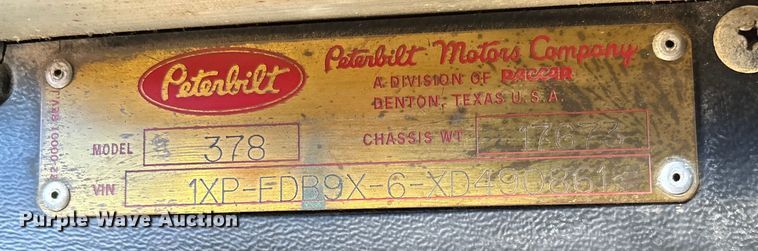 Peterbilt
Peterbilt Motors Company
A DIVISION OF PACCAR
DENTON, TEXAS U.S.A.
MODEL 378 CHASSIS WT 17673
VIN 1XP-FDB9X-6-XD490861
Purple Wave Auction